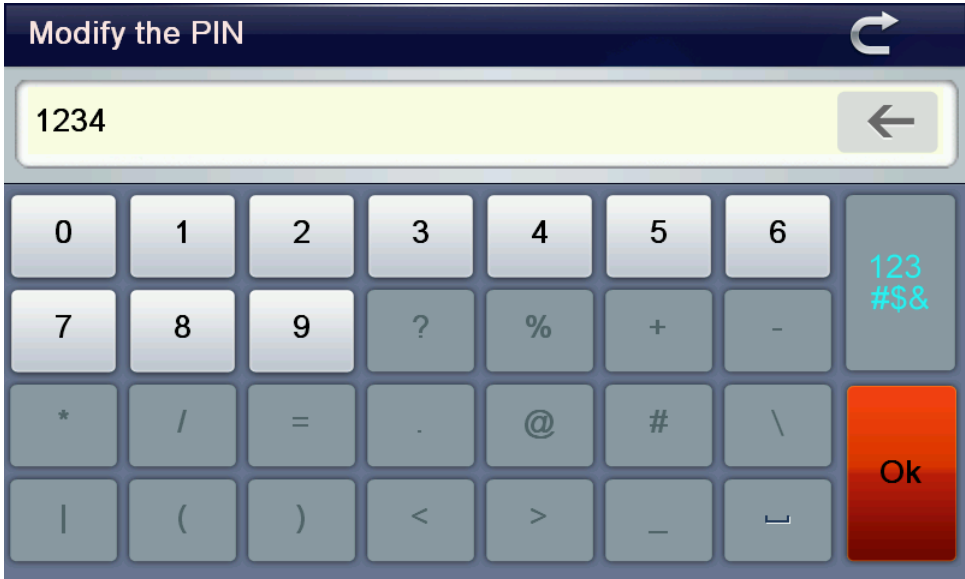 Modify the PIN
1234
0 1 2 3 4 5 6
123
#$&
7 8 9 ? % + -
* / = . @ # \
Ok
| ( ) < > _